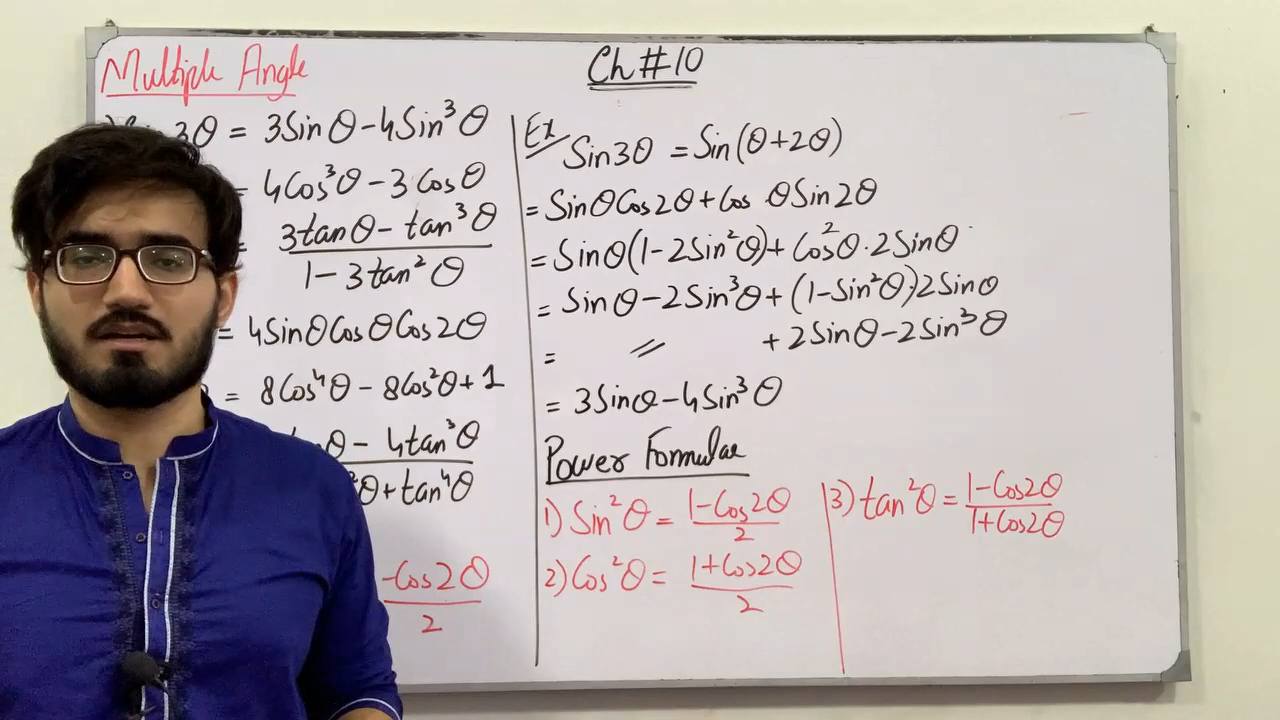 Multiple Angle
3θ = 3Sinθ-4Sin³θ
= 4Cos³θ-3Cosθ
= 3tanθ-tan³θ
1-3tan²θ
= 4SinθCosθCos2θ
= 8Cos⁴θ-8Cos²θ+1
θ-4tan³θ
θ+tan⁴θ
-Cos2θ
2
Ch#10
Ex Sin3θ =Sin(θ+2θ)
=SinθCos2θ+Cos θSin2θ
=Sinθ(1-2Sin²θ)+Cos²θ·2Sinθ
= Sinθ-2Sin³θ+(1-Sin²θ)2Sinθ
=〃 +2Sinθ-2Sin³θ
= 3Sinθ-4Sin³θ
Power Formulae
1) Sin²θ = 1-Cos2θ
2
2) Cos²θ = 1+Cos2θ
2
3) tan²θ = 1-Cos2θ
1+Cos2θ